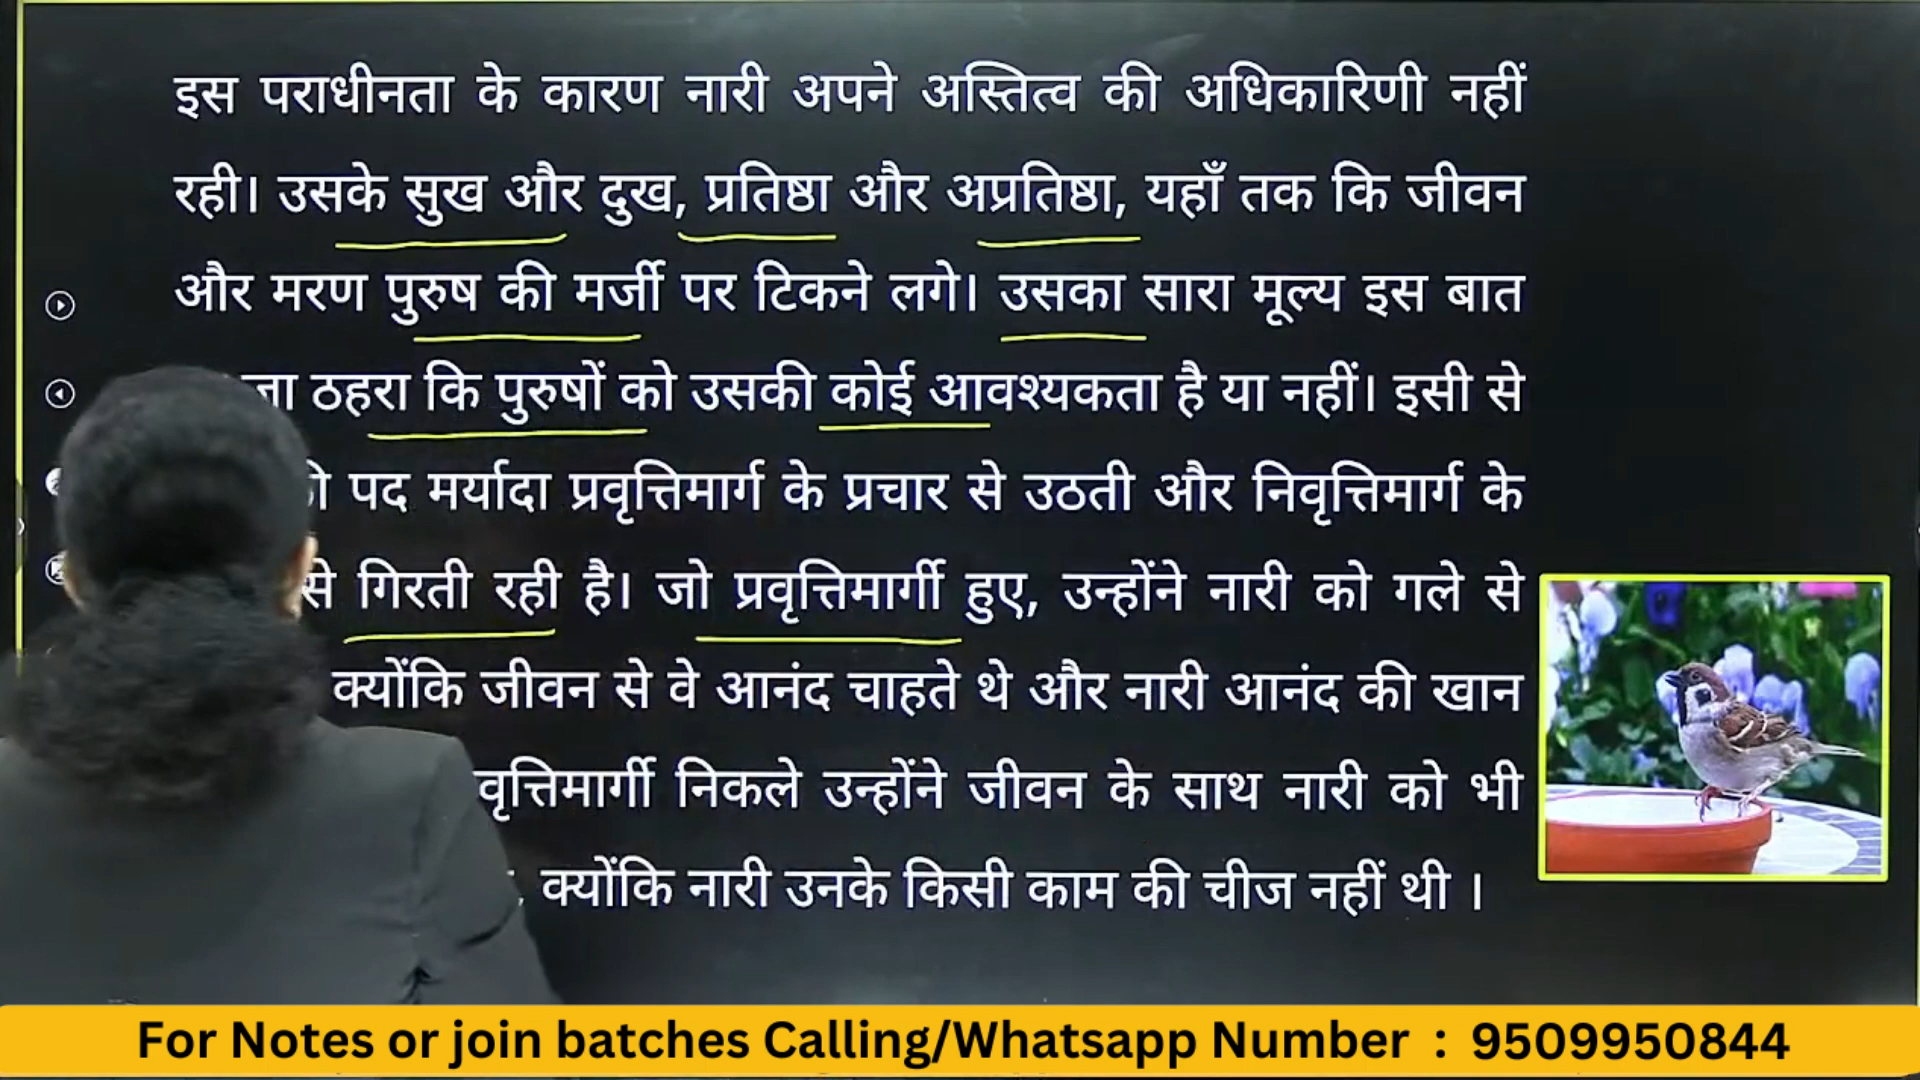 इस पराधीनता के कारण नारी अपने अस्तित्व की अधिकारिणी नहीं
रही। उसके सुख और दुख, प्रतिष्ठा और अप्रतिष्ठा, यहाँ तक कि जीवन
और मरण पुरुष की मर्जी पर टिकने लगे। उसका सारा मूल्य इस बात
ठहरा कि पुरुषों को उसकी कोई आवश्यकता है या नहीं। इसी से
पद मर्यादा प्रवृत्तिमार्ग के प्रचार से उठती और निवृत्तिमार्ग के
से गिरती रही है। जो प्रवृत्तिमार्गी हुए, उन्होंने नारी को गले से
क्योंकि जीवन से वे आनंद चाहते थे और नारी आनंद की खान
निकले उन्होंने जीवन के साथ नारी को भी
क्योंकि नारी उनके किसी काम की चीज नहीं थी ।
For Notes or join batches Calling/Whatsapp Number : 9509950844